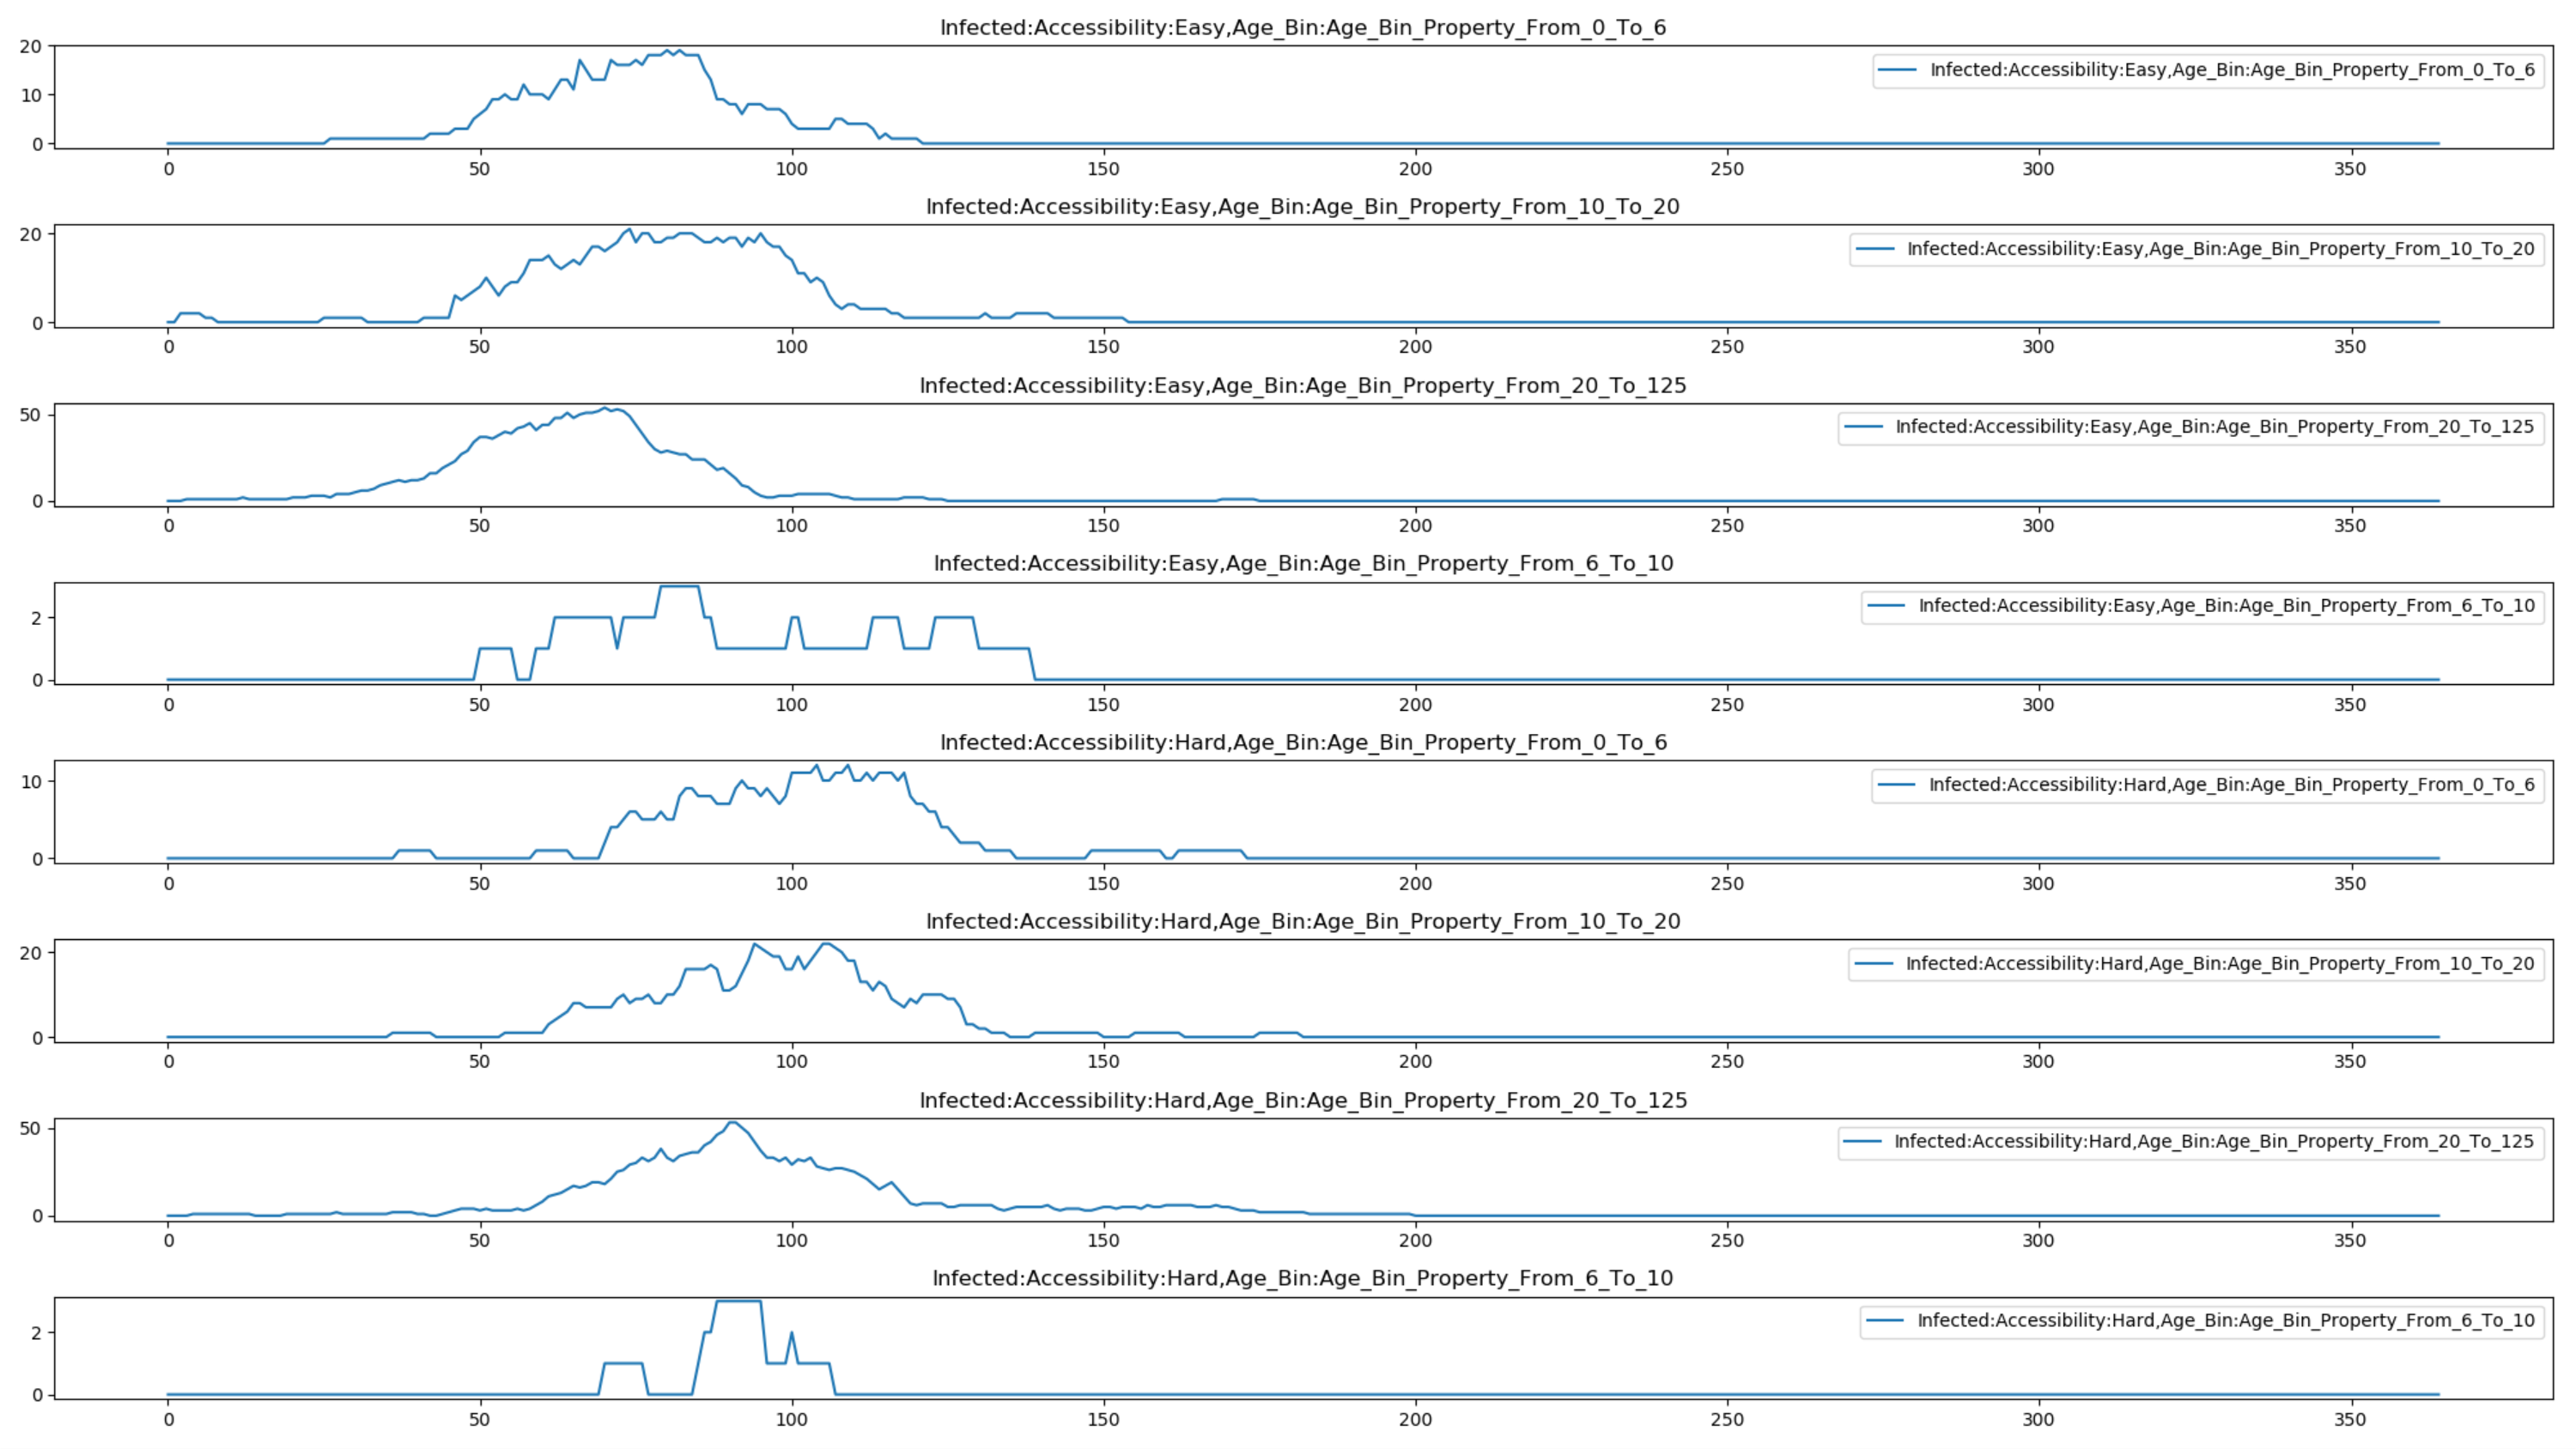 Infected:Accessibility:Easy,Age_Bin:Age_Bin_Property_From_0_To_6
20
10
0
Infected:Accessibility:Easy,Age_Bin:Age_Bin_Property_From_0_To_6
0 50 100 150 200 250 300 350
Infected:Accessibility:Easy,Age_Bin:Age_Bin_Property_From_10_To_20
20
0
Infected:Accessibility:Easy,Age_Bin:Age_Bin_Property_From_10_To_20
0 50 100 150 200 250 300 350
Infected:Accessibility:Easy,Age_Bin:Age_Bin_Property_From_20_To_125
50
0
Infected:Accessibility:Easy,Age_Bin:Age_Bin_Property_From_20_To_125
0 50 100 150 200 250 300 350
Infected:Accessibility:Easy,Age_Bin:Age_Bin_Property_From_6_To_10
2
0
Infected:Accessibility:Easy,Age_Bin:Age_Bin_Property_From_6_To_10
0 50 100 150 200 250 300 350
Infected:Accessibility:Hard,Age_Bin:Age_Bin_Property_From_0_To_6
10
0
Infected:Accessibility:Hard,Age_Bin:Age_Bin_Property_From_0_To_6
0 50 100 150 200 250 300 350
Infected:Accessibility:Hard,Age_Bin:Age_Bin_Property_From_10_To_20
20
0
Infected:Accessibility:Hard,Age_Bin:Age_Bin_Property_From_10_To_20
0 50 100 150 200 250 300 350
Infected:Accessibility:Hard,Age_Bin:Age_Bin_Property_From_20_To_125
50
0
Infected:Accessibility:Hard,Age_Bin:Age_Bin_Property_From_20_To_125
0 50 100 150 200 250 300 350
Infected:Accessibility:Hard,Age_Bin:Age_Bin_Property_From_6_To_10
2
0
Infected:Accessibility:Hard,Age_Bin:Age_Bin_Property_From_6_To_10
0 50 100 150 200 250 300 350